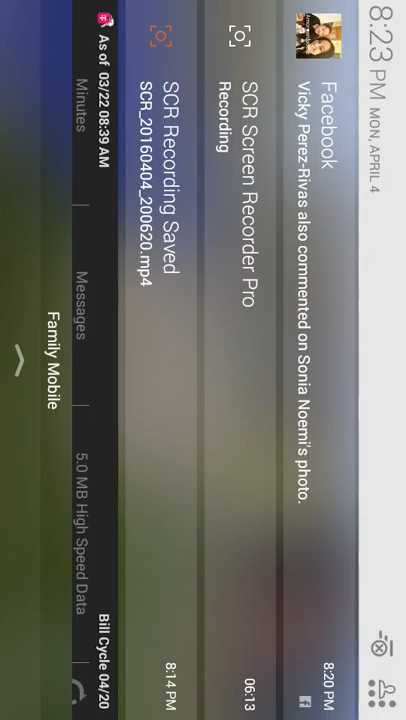 8:23 PM MON, APRIL 4
Facebook
8:20 PM
Vicky Perez-Rivas also commented on Sonia Noemi's photo.
SCR Screen Recorder Pro
06:13
Recording
SCR Recording Saved
8:14 PM
SCR_20160404_200620.mp4
As of 03/22 08:39 AM
Bill Cycle 04/20
Minutes
Messages
5.0 MB High Speed Data
Family Mobile